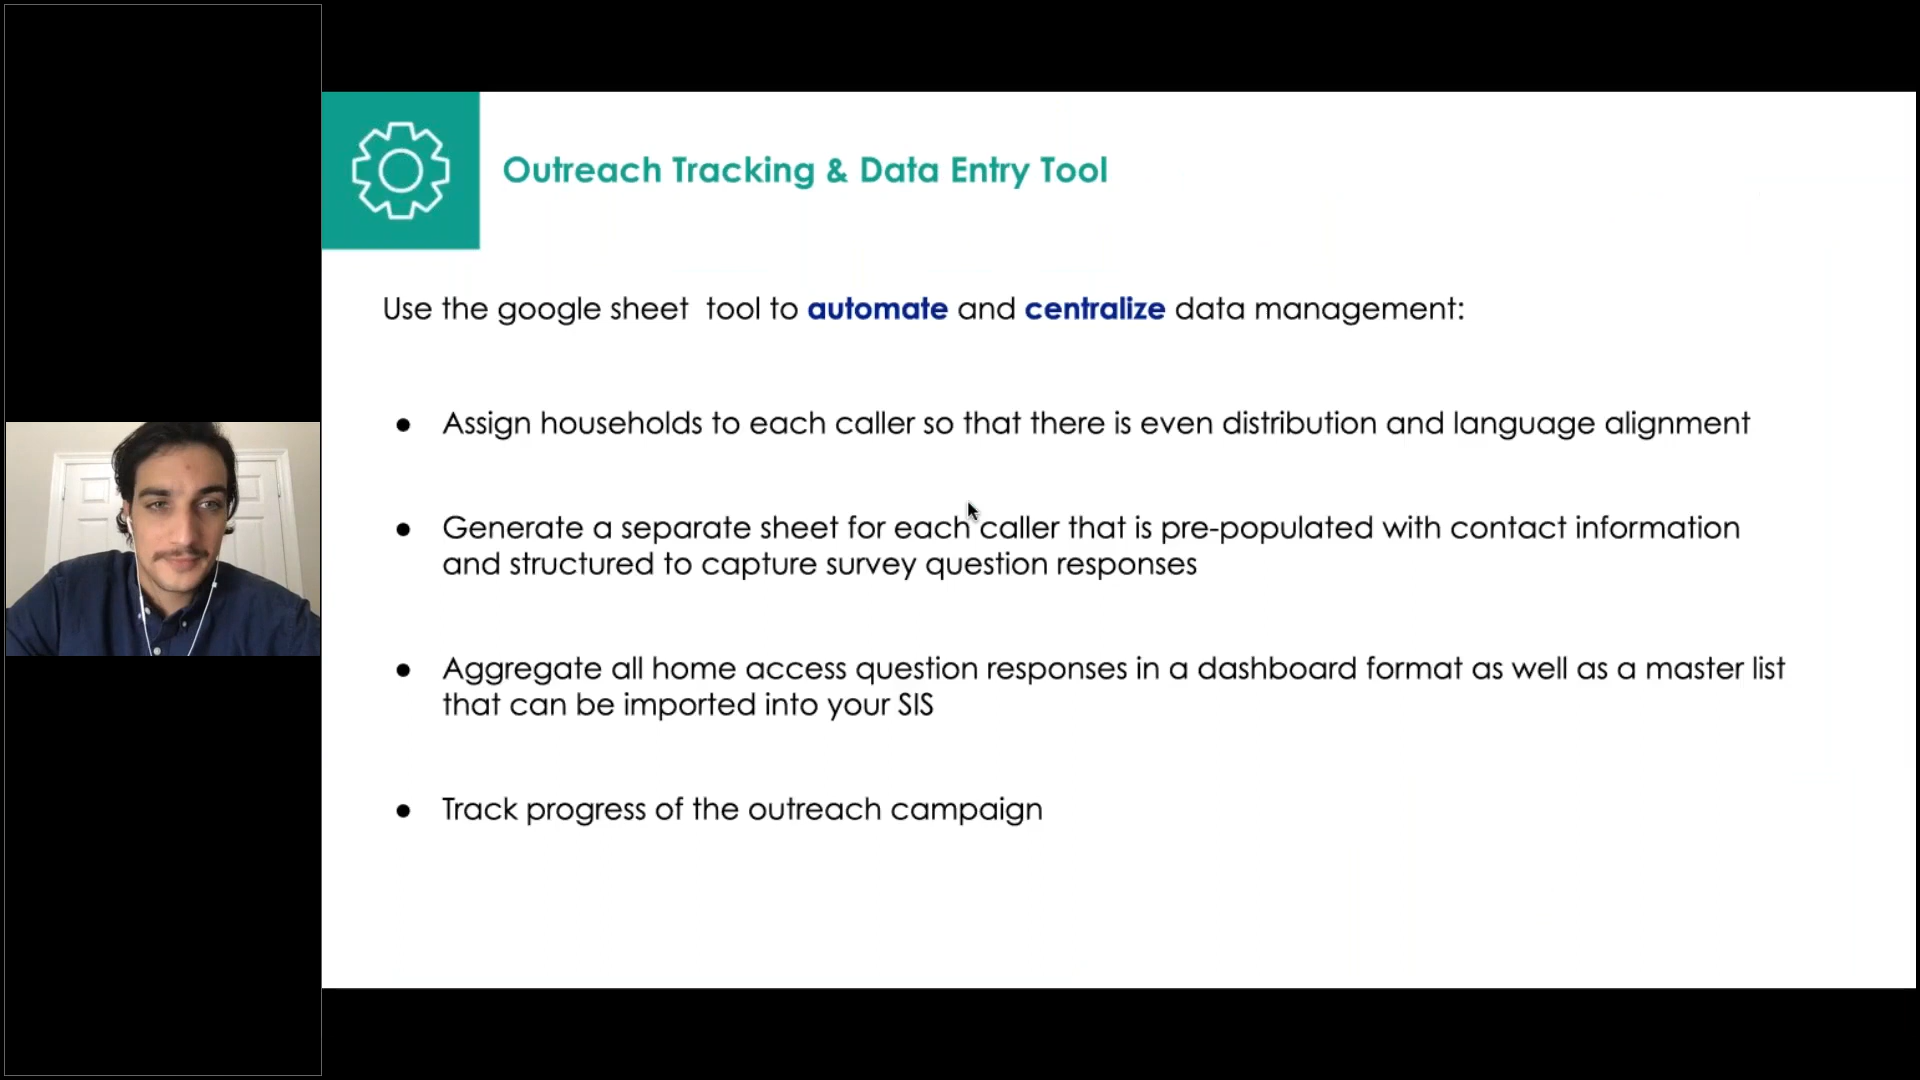 Outreach Tracking & Data Entry Tool
Use the google sheet  tool to automate and centralize data management:
● Assign households to each caller so that there is even distribution and language alignment
● Generate a separate sheet for each caller that is pre-populated with contact information
and structured to capture survey question responses
● Aggregate all home access question responses in a dashboard format as well as a master list
that can be imported into your SIS
● Track progress of the outreach campaign